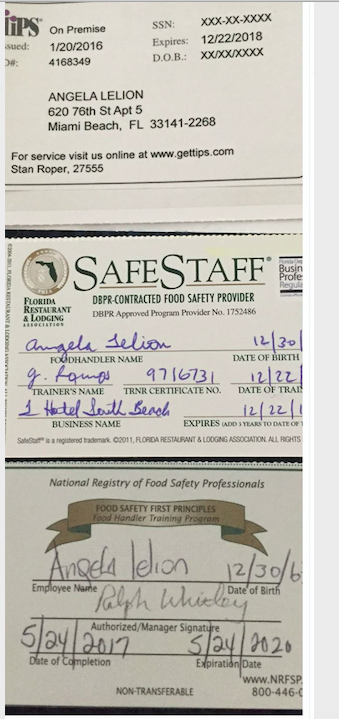 TiPS On Premise SSN: XXX-XX-XXXX
ssued: 1/20/2016 Expires: 12/22/2018
D#: 4168349 D.O.B.: XX/XX/XXXX
ANGELA LELION
620 76th St Apt 5
Miami Beach, FL 33141-2268
For service visit us online at www.gettips.com
Stan Roper, 27555
SAFESTAFF®
FLORIDA
RESTAURANT
& LODGING
ASSOCIATION
DBPR-CONTRACTED FOOD SAFETY PROVIDER
DBPR Approved Program Provider No. 1752486
Busin
Profe
Regula
Angela Lelion 12/30/
FOODHANDLER NAME DATE OF BIRTH
g. Ramos 9716731 12/22/
TRAINER'S NAME TRNR CERTIFICATE NO. DATE OF TRAI
1 Hotel South Beach 12/22/1
BUSINESS NAME EXPIRES (ADD 3 YEARS TO DATE OF T
SafeStaff® is a registered trademark. ©2011, FLORIDA RESTAURANT & LODGING ASSOCIATION. ALL RIGHTS
National Registry of Food Safety Professionals
FOOD SAFETY FIRST PRINCIPLES
Food Handler Training Program
Angela lelion 12/30/6
Employee Name Date of Birth
Ralph Whitley
Authorized/Manager Signature
5/24/2017 5/24/2020
Date of Completion Expiration Date
www.NRFSP.
NON-TRANSFERABLE 800-446-0